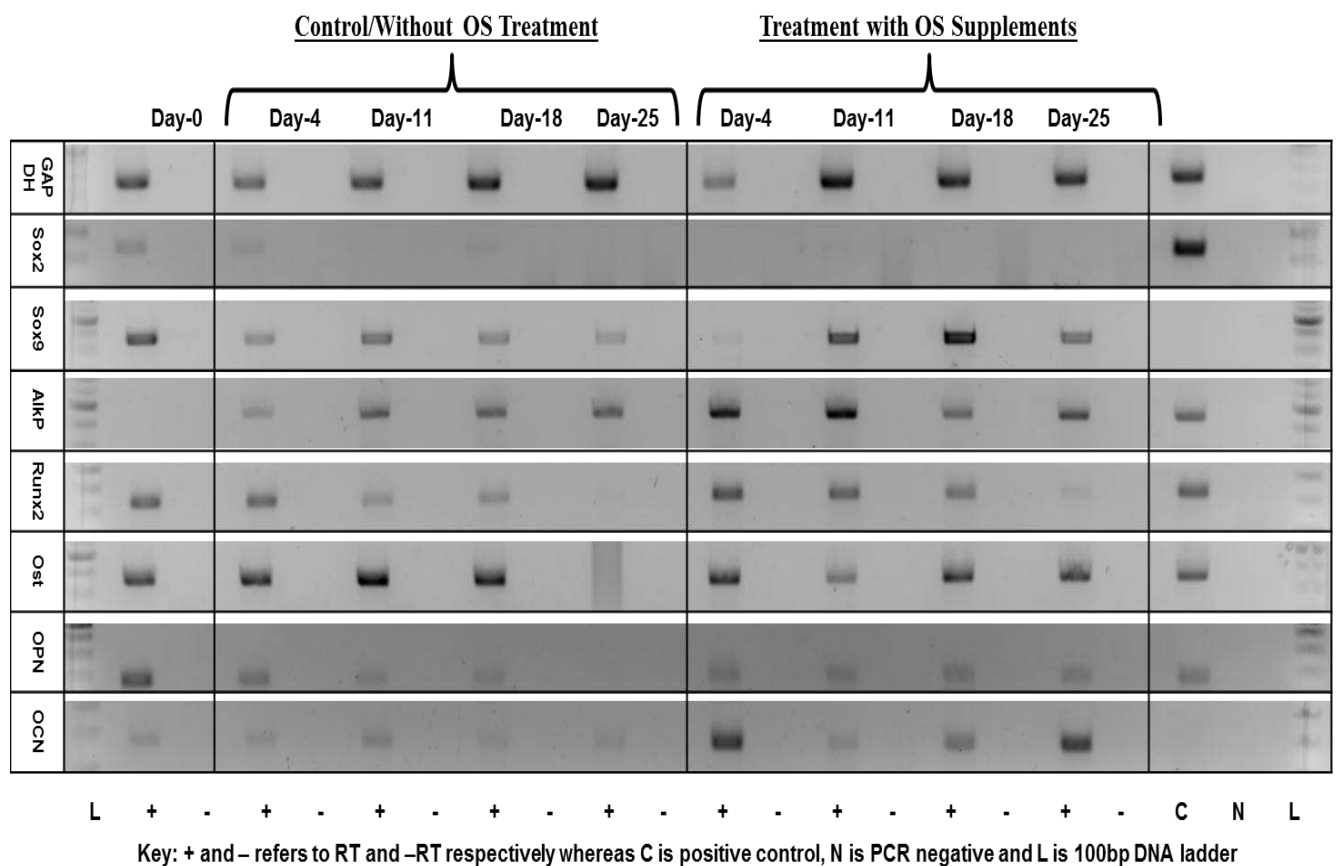 Control/Without OS Treatment
Treatment with OS Supplements
Day-0 Day-4 Day-11 Day-18 Day-25 Day-4 Day-11 Day-18 Day-25
GAP
DH
Sox2
Sox9
AlkP
Runx2
Ost
OPN
OCN
L + - + - + - + - + - + - + - + - + - C N L
Key: + and – refers to RT and –RT respectively whereas C is positive control, N is PCR negative and L is 100bp DNA ladder